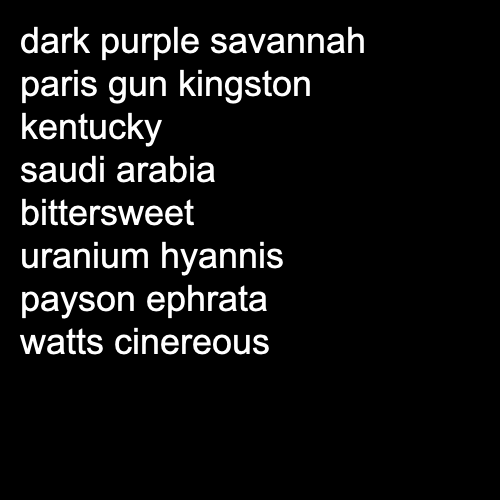 dark purple savannah
paris gun kingston
kentucky
saudi arabia
bittersweet
uranium hyannis
payson ephrata
watts cinereous